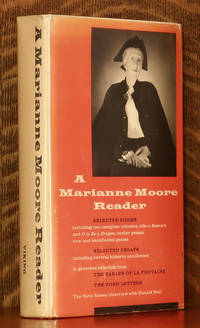 A Marianne Moore Reader
VIKING
A
Marianne Moore
Reader
SELECTED POEMS
including two complete volumes, Like a Bulwark
and O to Be a Dragon, earlier poems
new and uncollected poems
SELECTED ESSAYS
including several hitherto uncollected
A generous selection from
THE FABLES OF LA FONTAINE
THE FORD LETTERS
The Paris Review Interview with Donald Hall